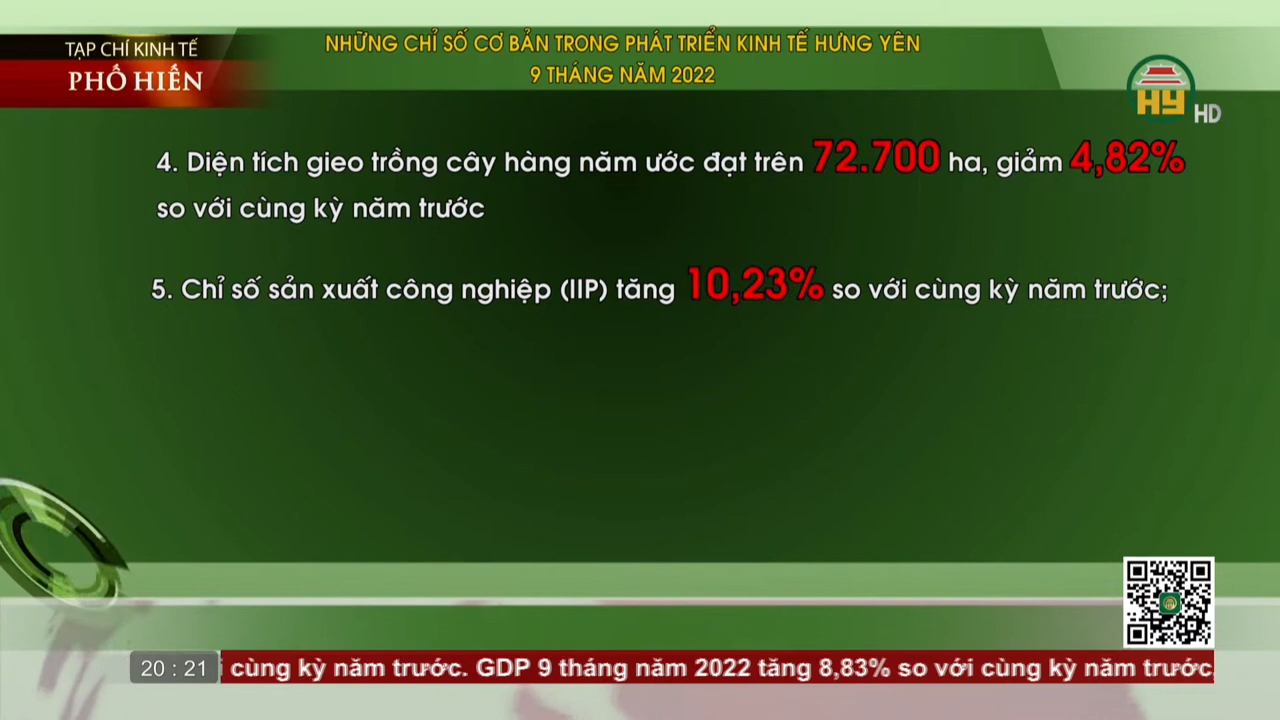 TẠP CHÍ KINH TẾ
PHỐ HIẾN
NHỮNG CHỈ SỐ CƠ BẢN TRONG PHÁT TRIỂN KINH TẾ HƯNG YÊN
9 THÁNG NĂM 2022
HY HD
4. Diện tích gieo trồng cây hàng năm ước đạt trên 72.700 ha, giảm 4,82%
so với cùng kỳ năm trước
5. Chỉ số sản xuất công nghiệp (IIP) tăng 10,23% so với cùng kỳ năm trước;
20 : 21 cùng kỳ năm trước. GDP 9 tháng năm 2022 tăng 8,83% so với cùng kỳ năm trước